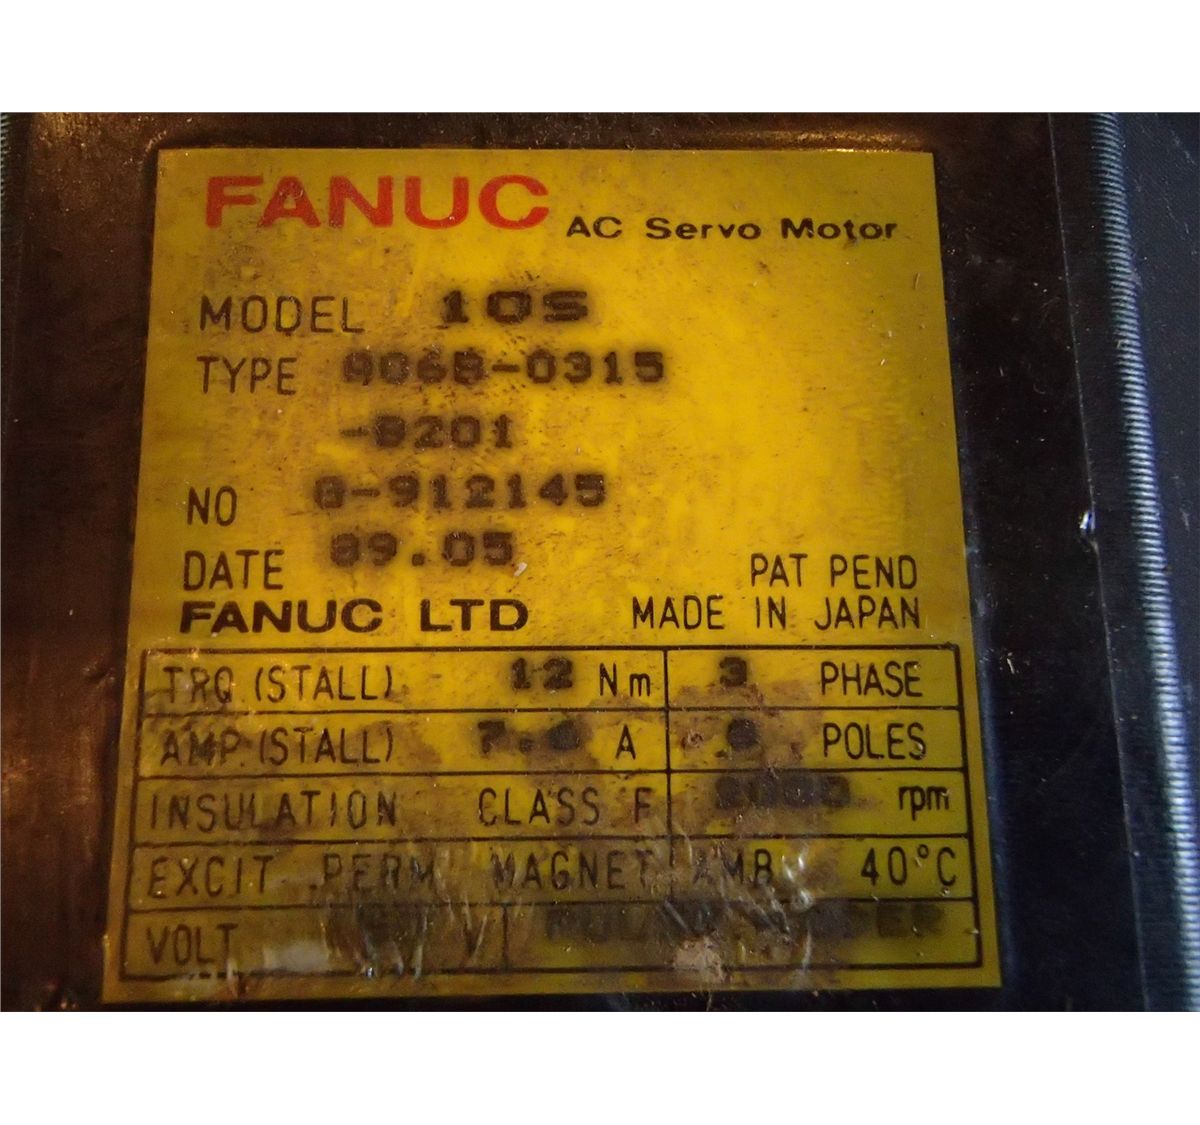 FANUC AC Servo Motor
MODEL 10S
TYPE A06B-0315
-B201
NO
DATE 89.05
FANUC LTD
PAT PEND
MADE IN JAPAN
TRQ.(STALL) 12 Nm 3 PHASE
AMP.(STALL) A POLES
INSULATION CLASS F rpm
EXCIT .PERM MAGNET AMB 40°C
VOLT V